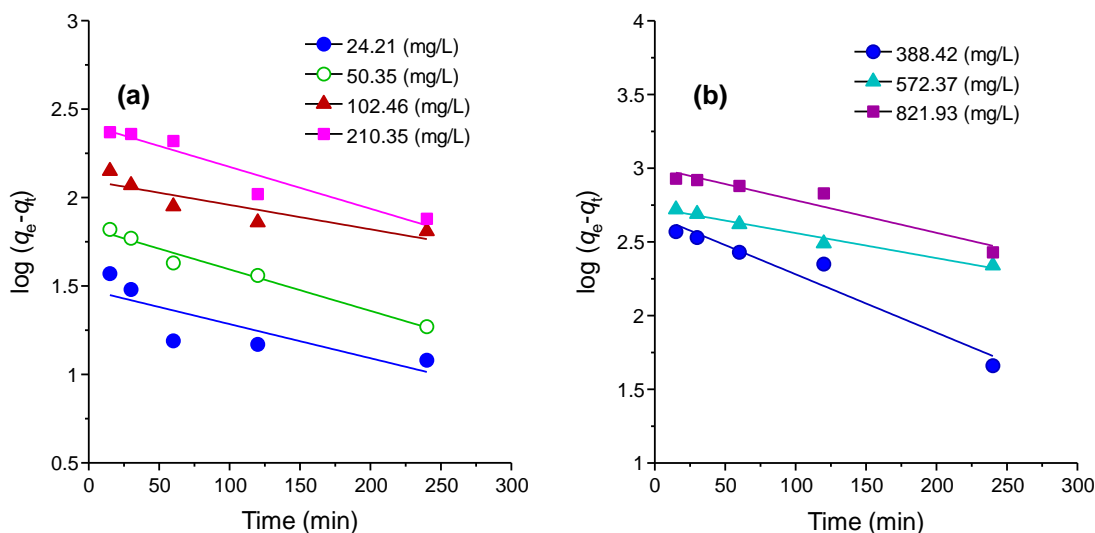 3
2.5
2
1.5
1
0.5
log (qe-qt)
(a)
24.21 (mg/L)
50.35 (mg/L)
102.46 (mg/L)
210.35 (mg/L)
0 50 100 150 200 250 300
Time (min)
4
3.5
3
2.5
2
1.5
1
log (qe-qt)
(b)
388.42 (mg/L)
572.37 (mg/L)
821.93 (mg/L)
0 50 100 150 200 250 300
Time (min)